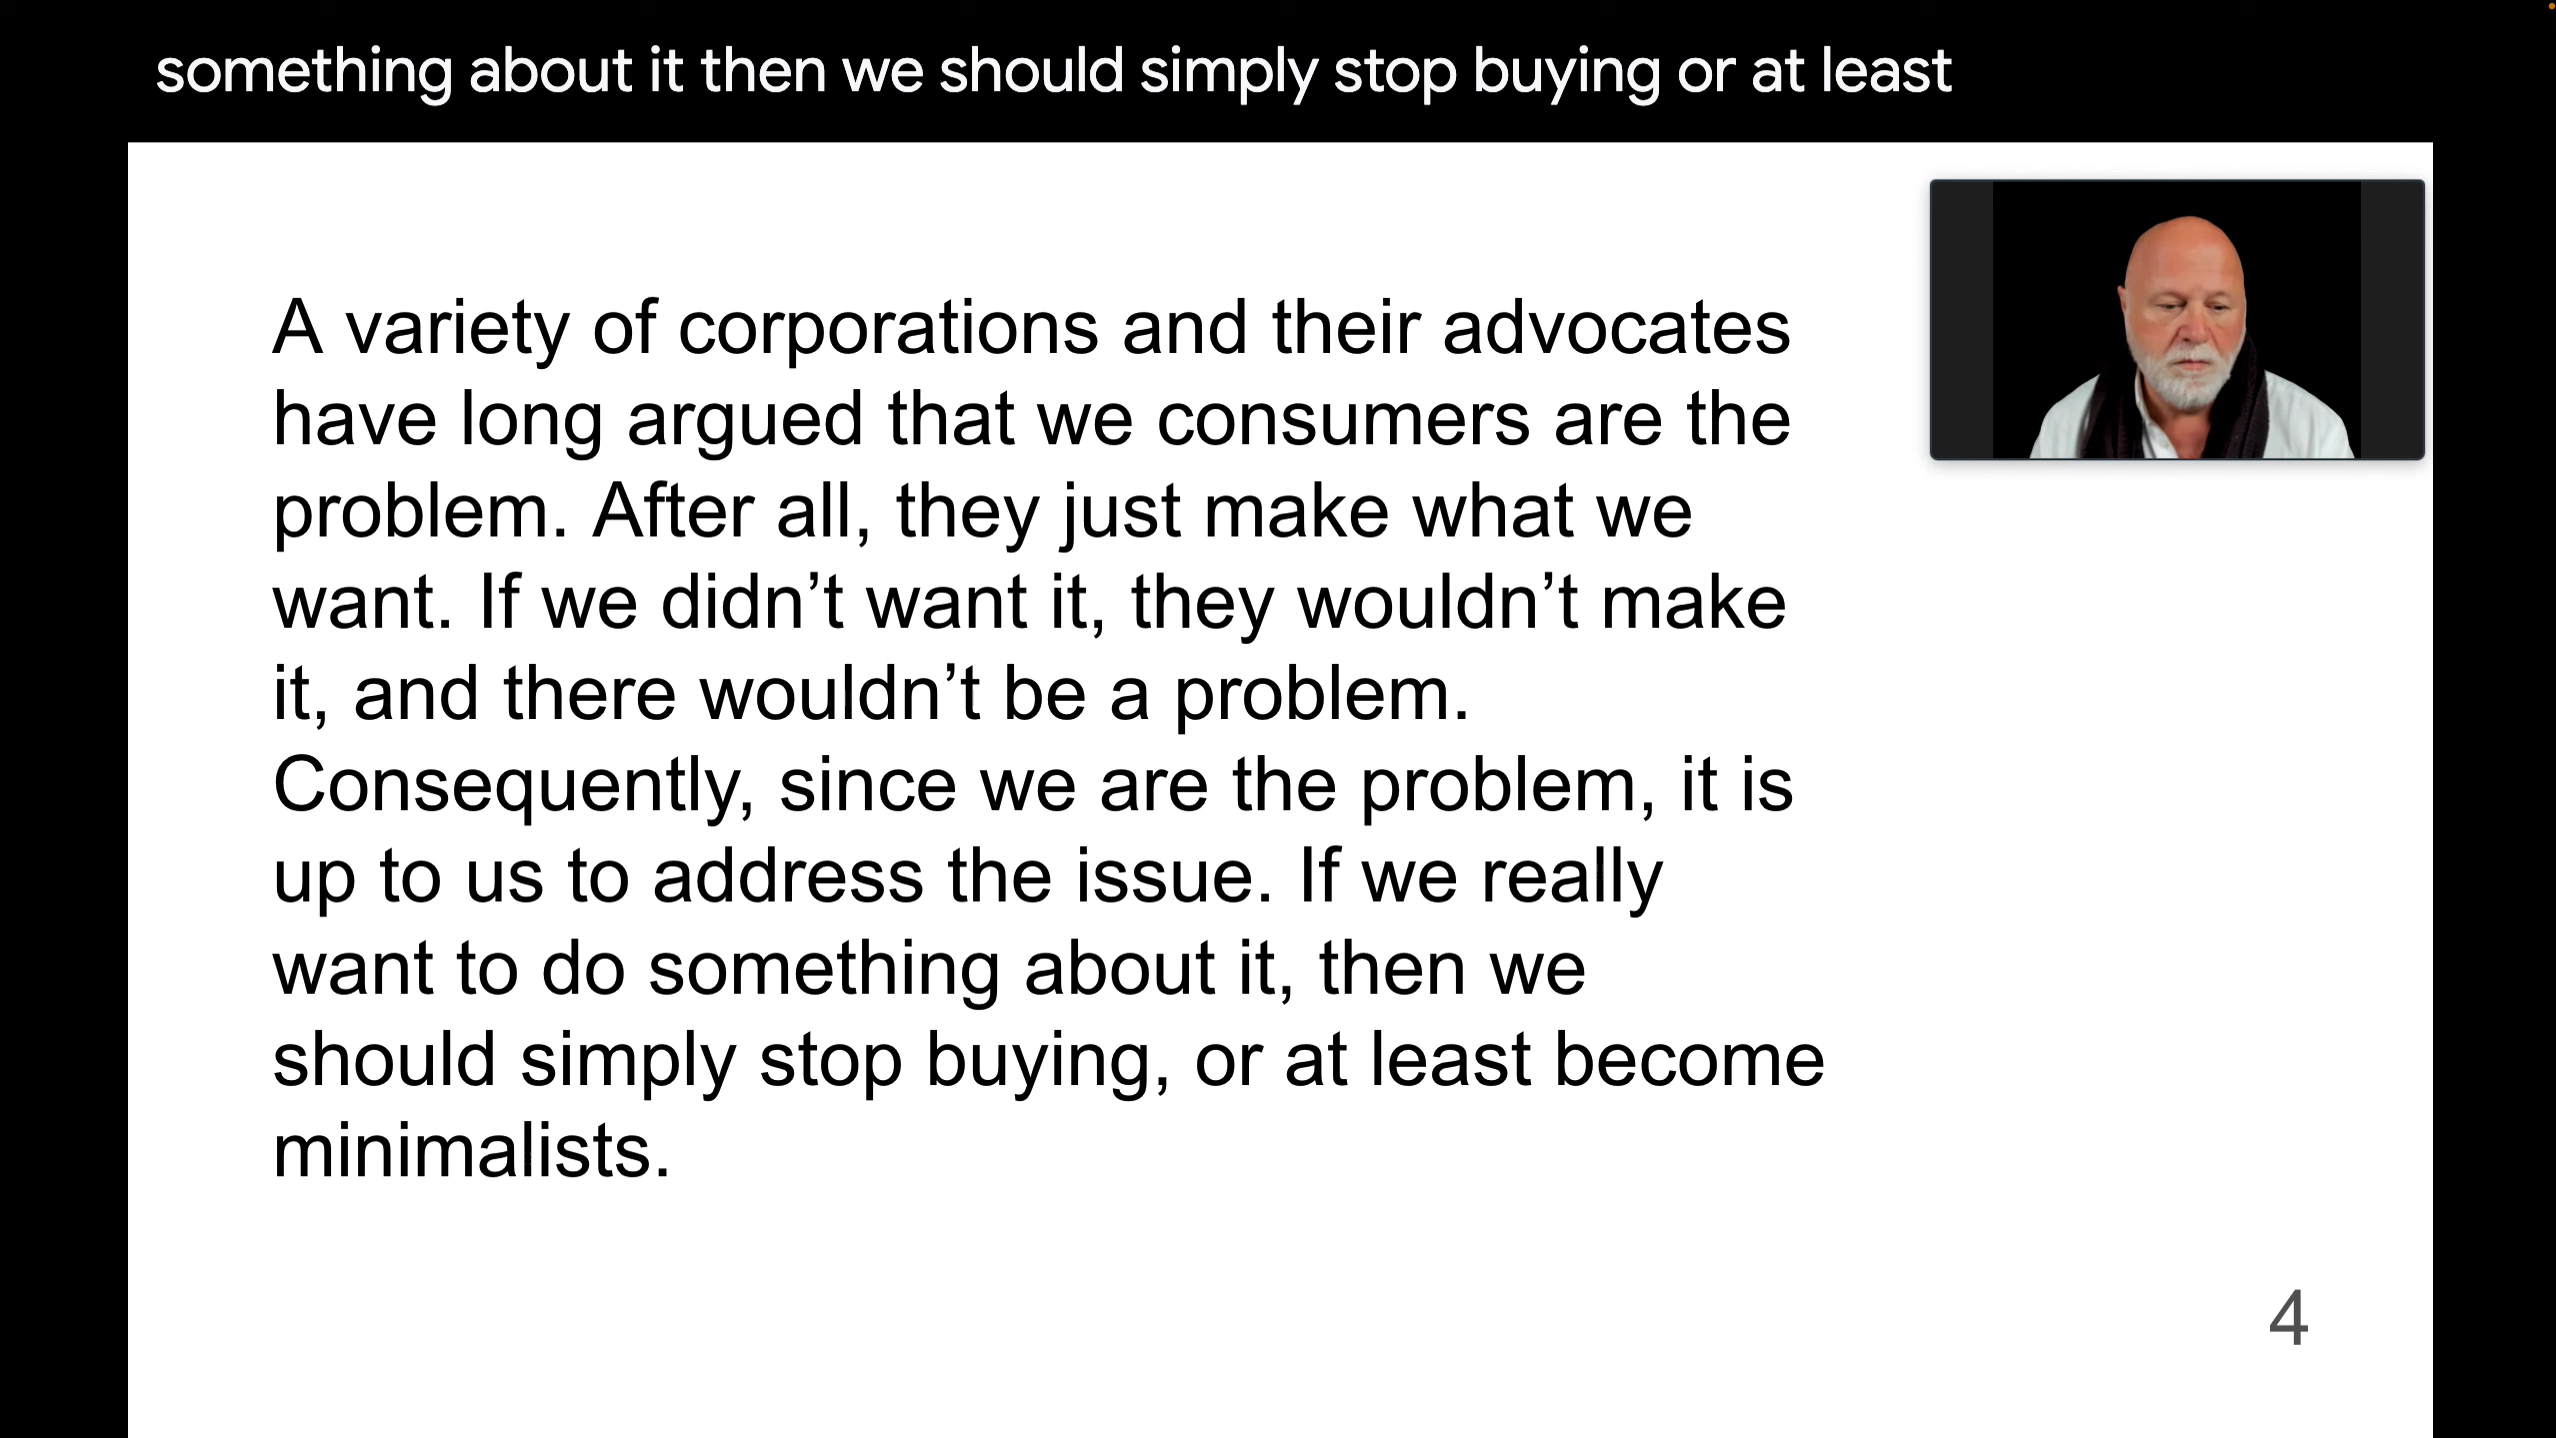 something about it then we should simply stop buying or at least
A variety of corporations and their advocates
have long argued that we consumers are the
problem. After all, they just make what we
want. If we didn’t want it, they wouldn’t make
it, and there wouldn’t be a problem.
Consequently, since we are the problem, it is
up to us to address the issue. If we really
want to do something about it, then we
should simply stop buying, or at least become
minimalists.
4